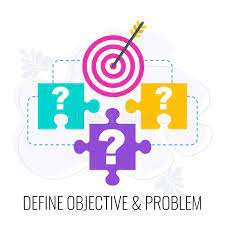 ? ?
?
DEFINE OBJECTIVE & PROBLEM